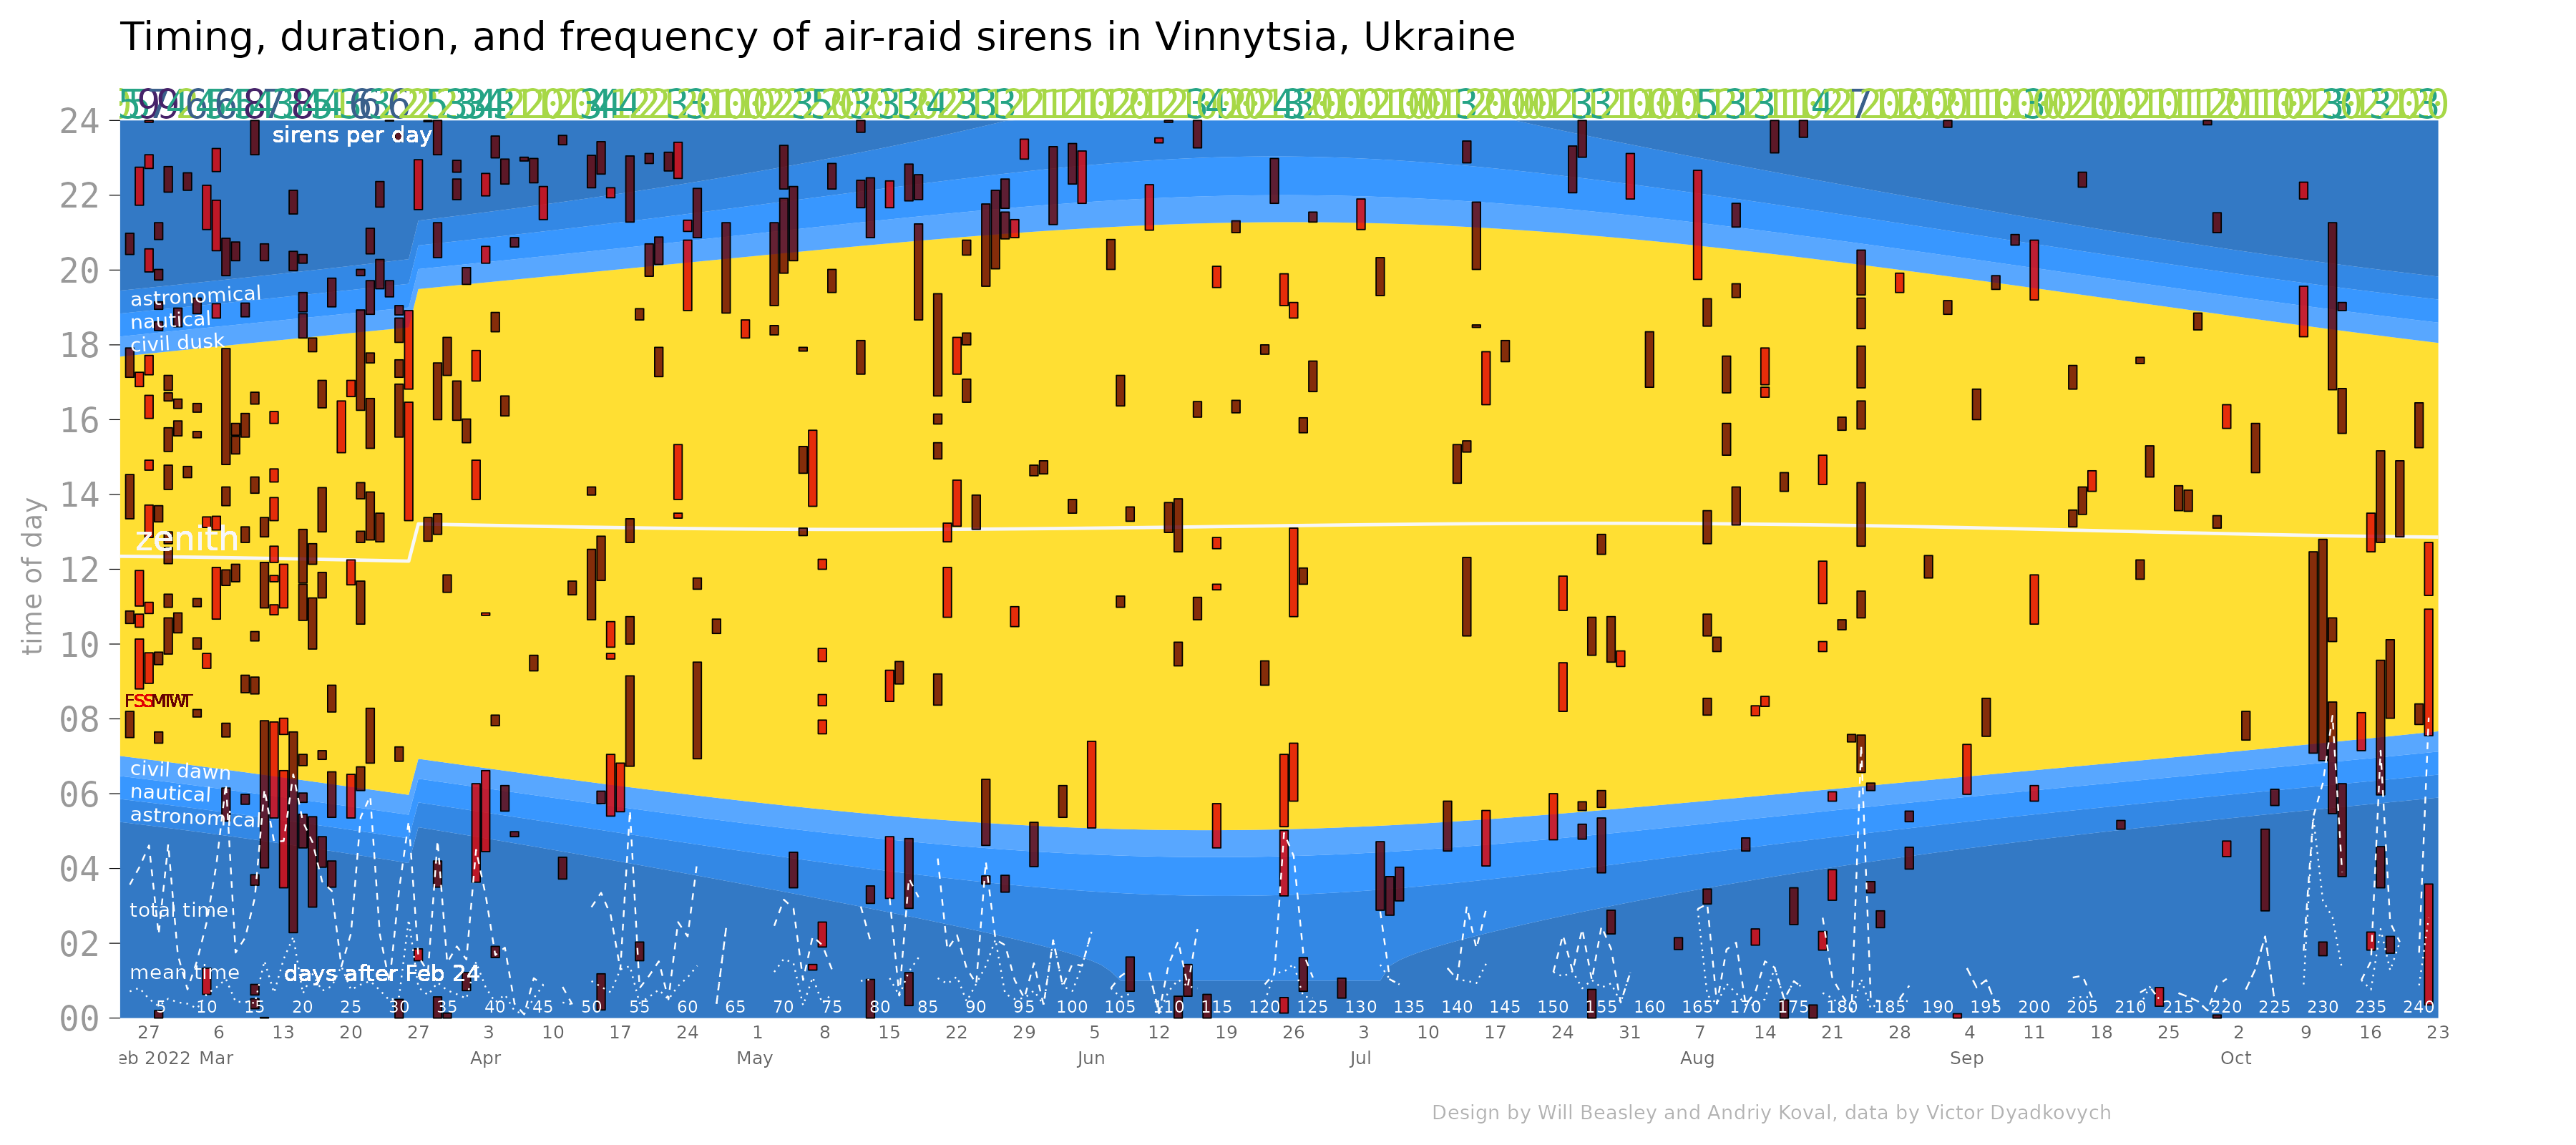 Timing, duration, and frequency of air-raid sirens in Vinnytsia, Ukraine
sirens per day
24
22
20
18
16
14
12
10
08
06
04
02
00
time of day
astronomical
nautical
civil dusk
zenith
FSSMTWT
civil dawn
nautical
astronomical
total time
mean time
days after Feb 24
5 10 15 20 25 30 35 40 45 50 55 60 65 70 75 80 85 90 95 100 105 110 115 120 125 130 135 140 145 150 155 160 165 170 175 180 185 190 195 200 205 210 215 220 225 230 235 240
27 6 13 20 27 3 10 17 24 1 8 15 22 29 5 12 19 26 3 10 17 24 31 7 14 21 28 4 11 18 25 2 9 16 23
eb 2022 Mar Apr May Jun Jul Aug Sep Oct
Design by Will Beasley and Andriy Koval, data by Victor Dyadkovych